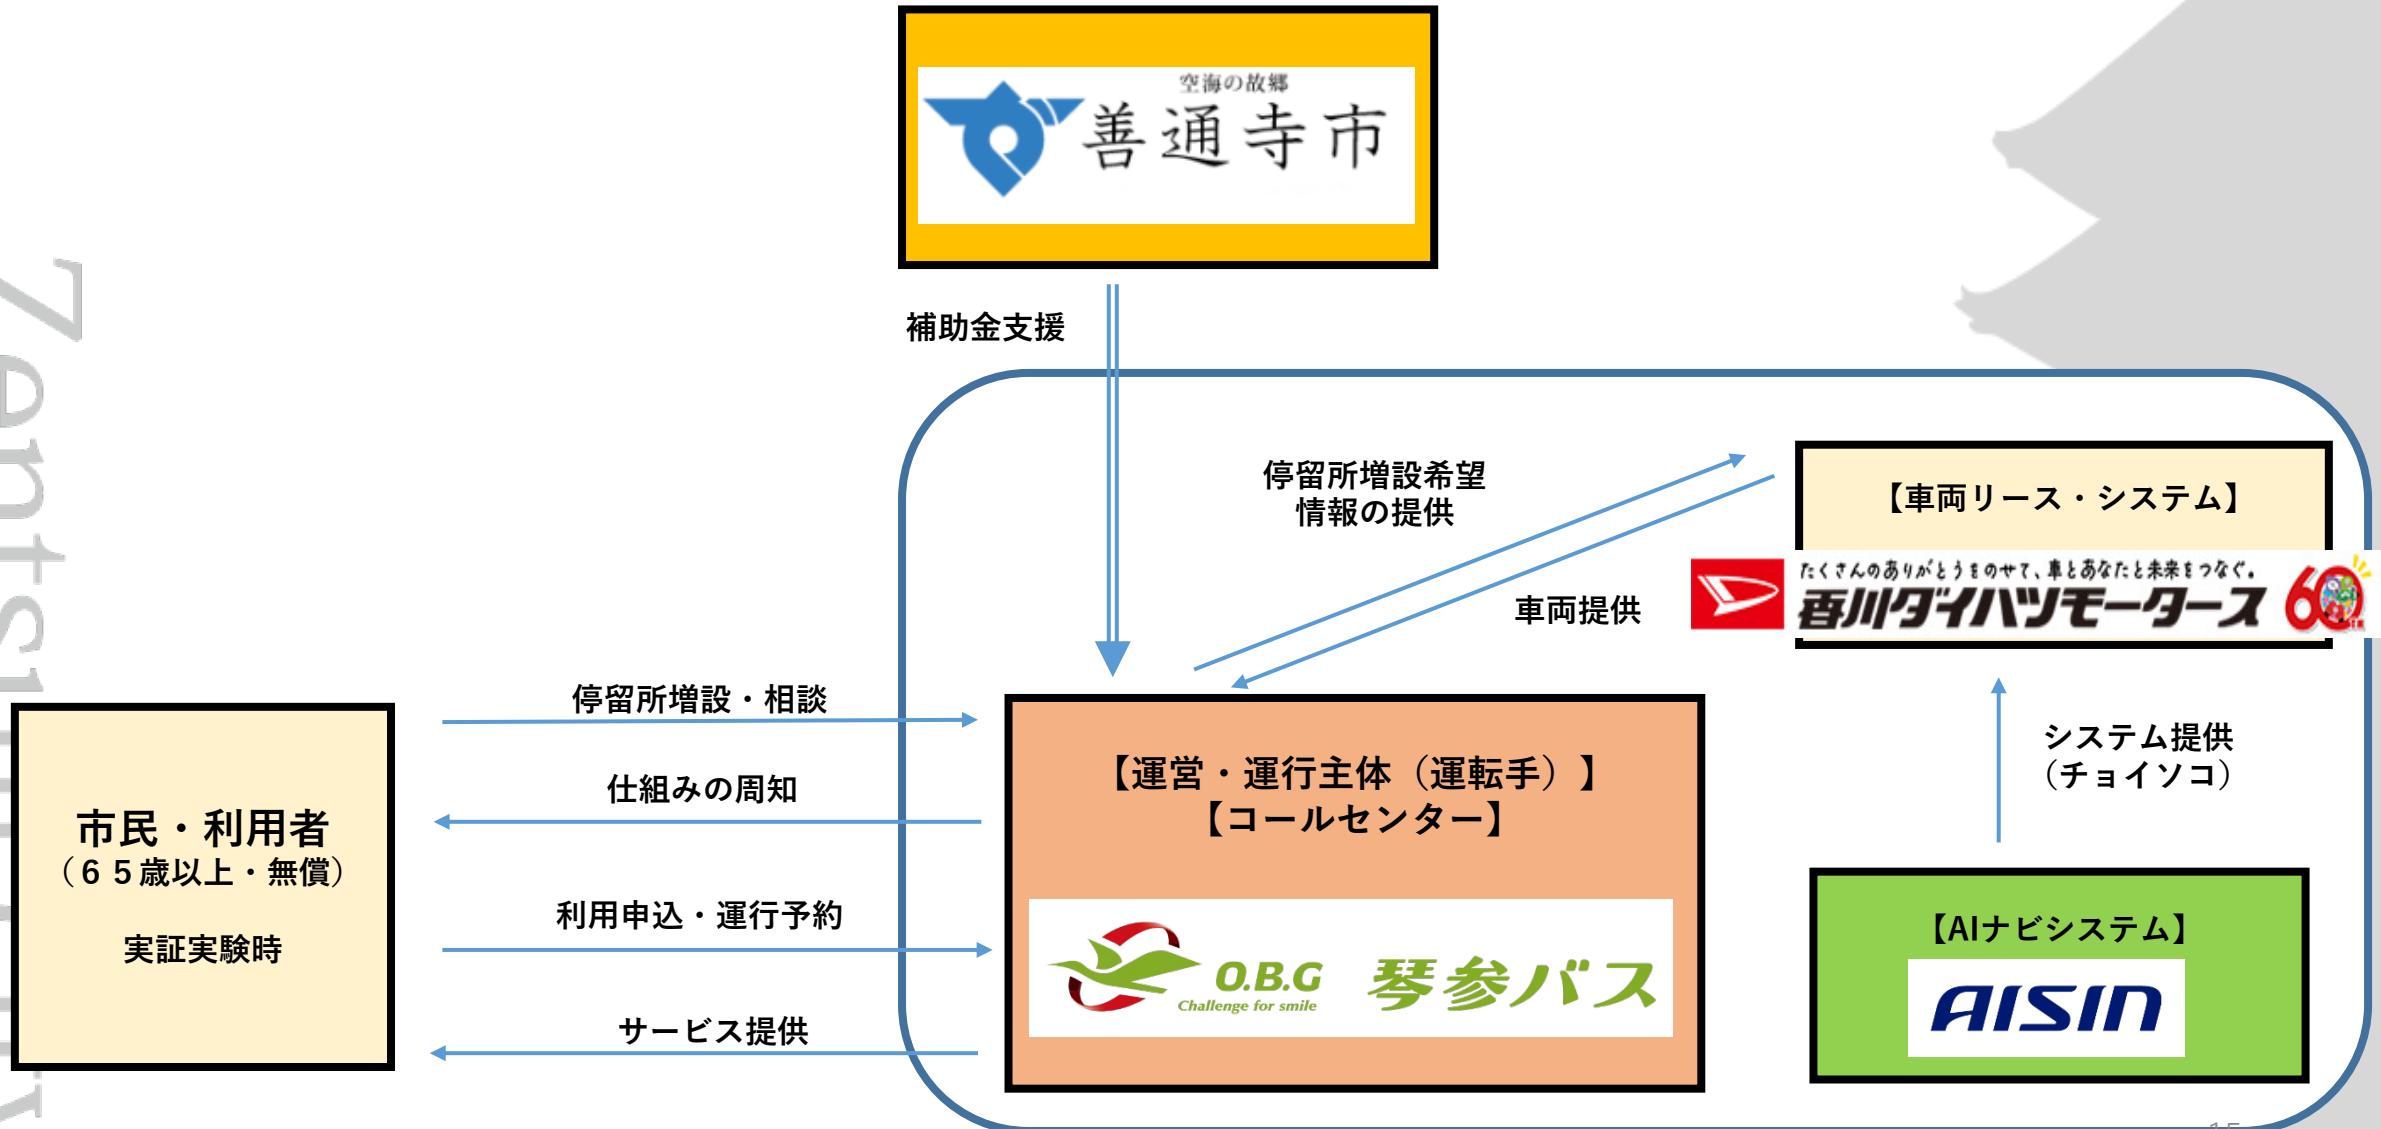 空海の故郷
善通寺市
補助金支援
停留所増設希望
情報の提供
車両提供
【車両リース・システム】
たくさんのありがとうをのせて、車とあなたと未来をつなぐ。
香川ダイハツモータース
60
停留所増設・相談
仕組みの周知
利用申込・運行予約
サービス提供
市民・利用者
（６５歳以上・無償）
実証実験時
【運営・運行主体（運転手）】
【コールセンター】
O.B.G
Challenge for smile
琴参バス
システム提供
（チョイソコ）
【AIナビシステム】
AISIN